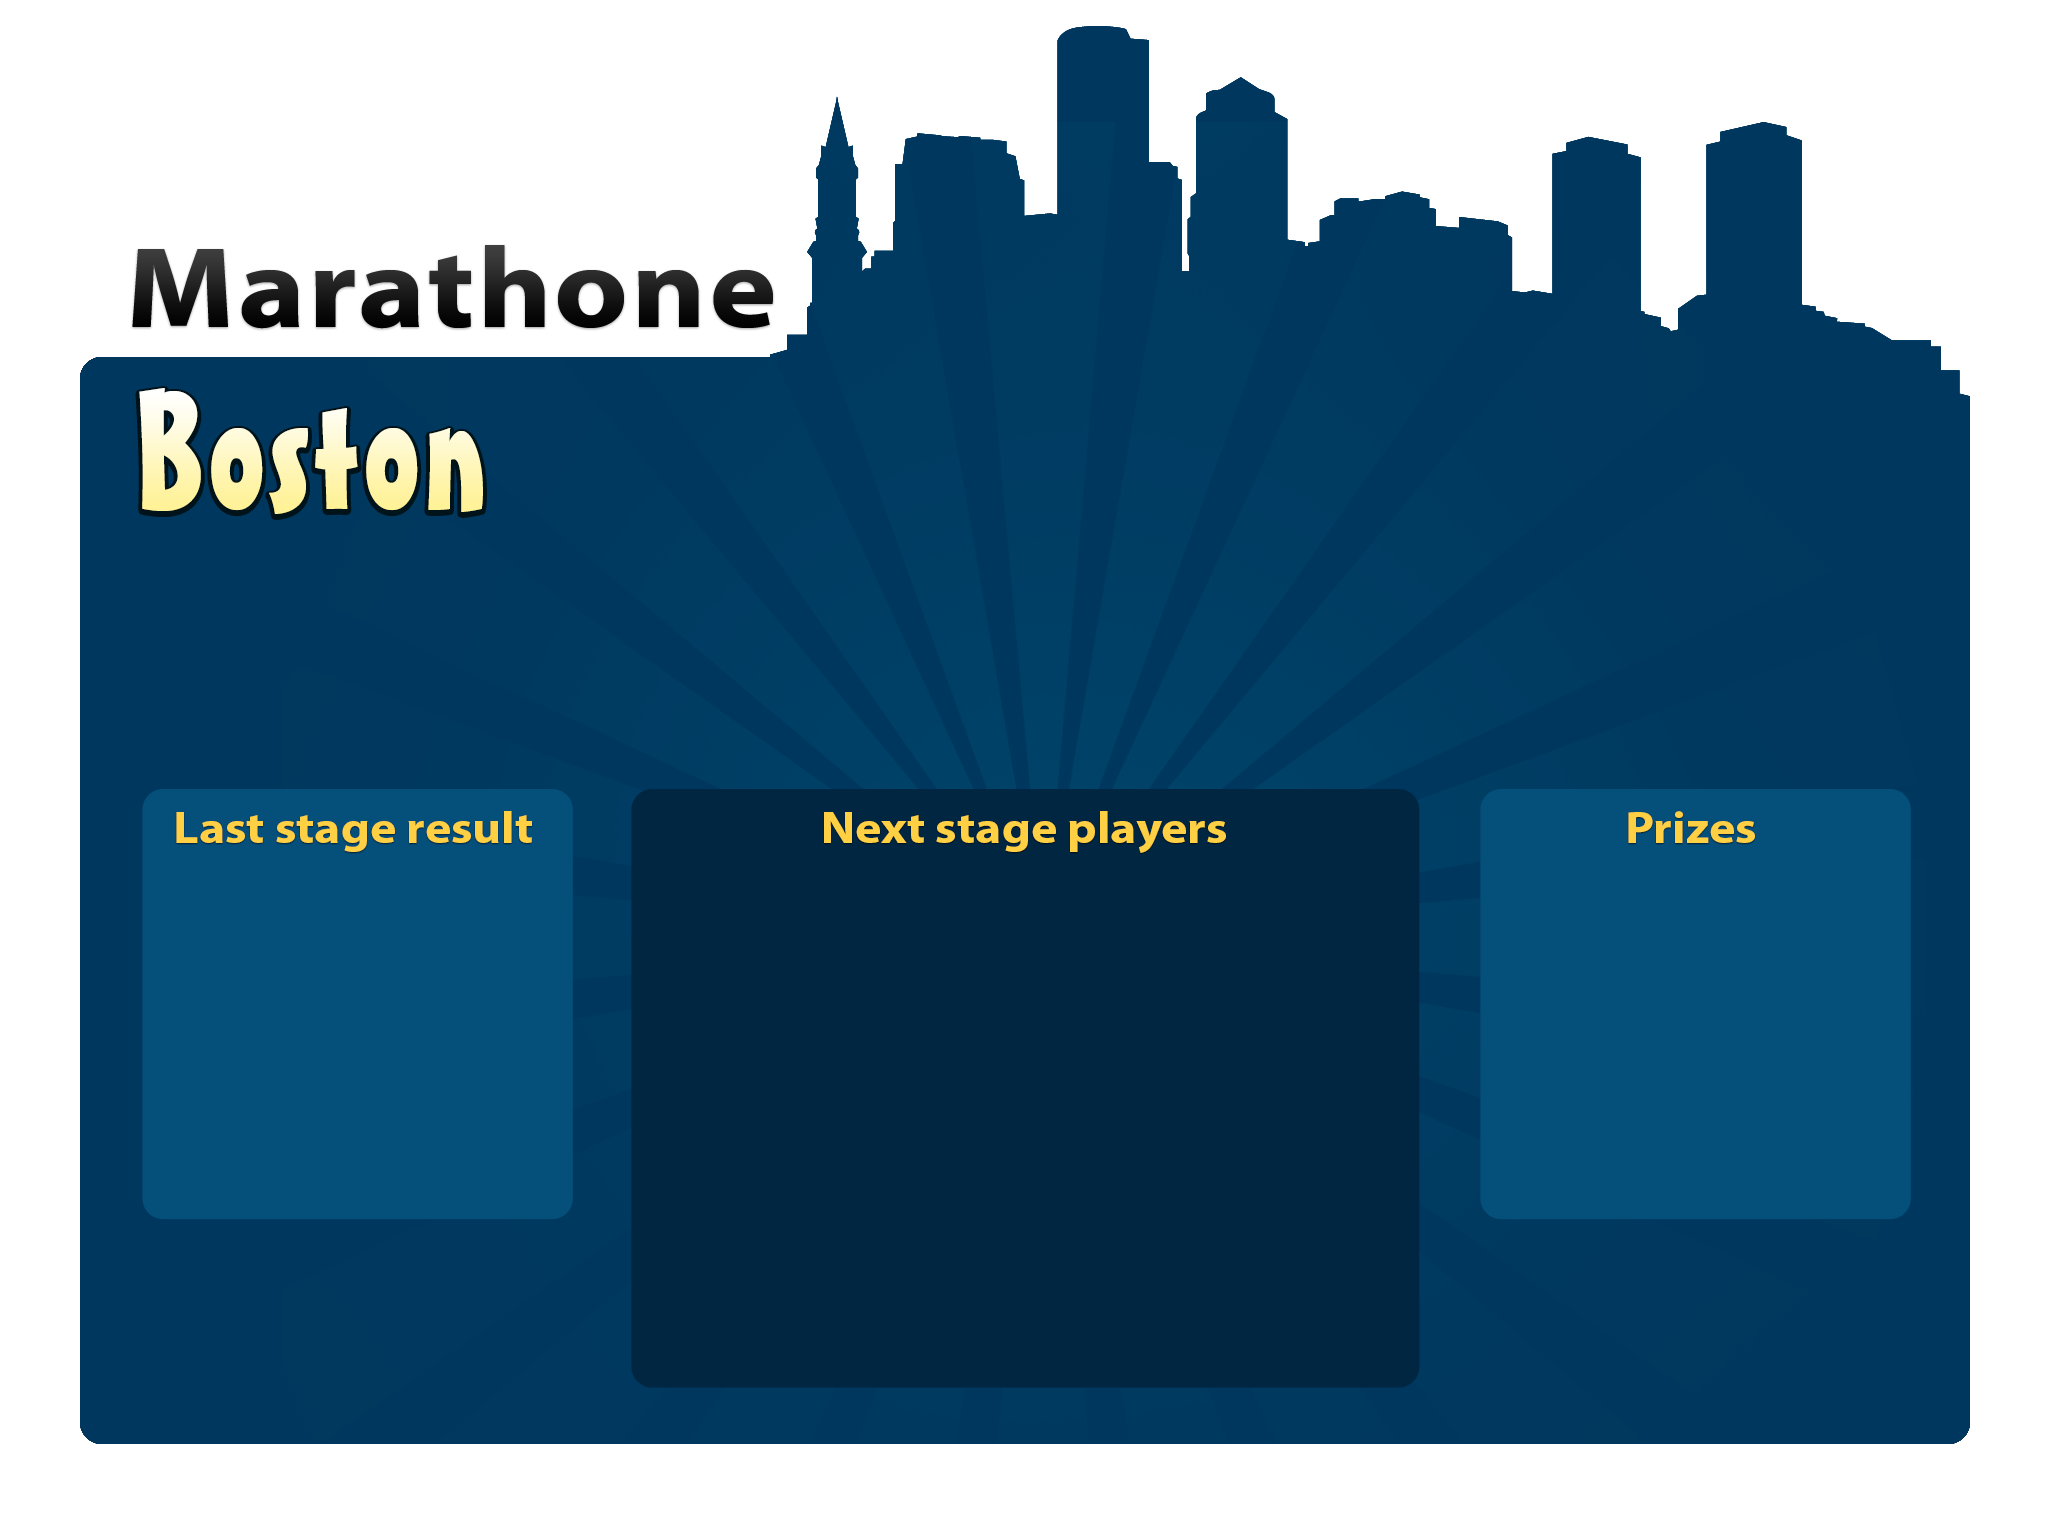 Marathone
Boston
Last stage result
Next stage players
Prizes